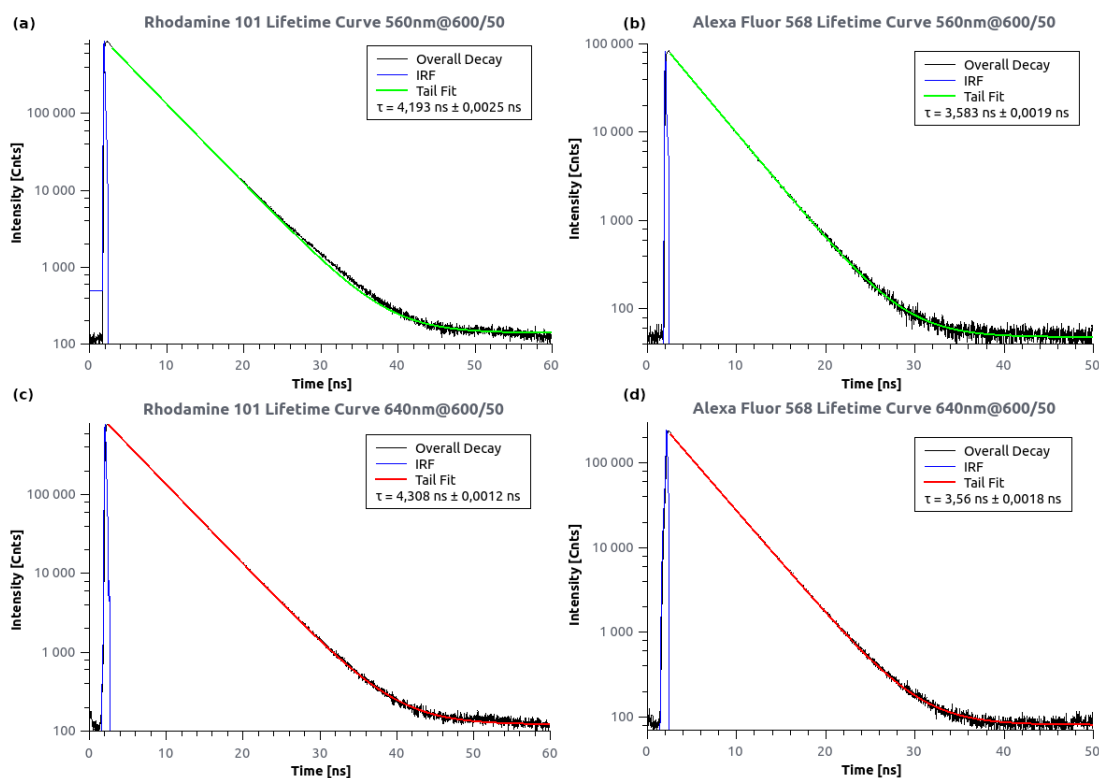 (a)
Rhodamine 101 Lifetime Curve 560nm@600/50
Overall Decay
IRF
Tail Fit
τ = 4,193 ns ± 0,0025 ns
100 000
10 000
1 000
100
Intensity [Cnts]
0 10 20 30 40 50 60
Time [ns]
(b)
Alexa Fluor 568 Lifetime Curve 560nm@600/50
Overall Decay
IRF
Tail Fit
τ = 3,583 ns ± 0,0019 ns
100 000
10 000
1 000
100
Intensity [Cnts]
0 10 20 30 40 50
Time [ns]
(c)
Rhodamine 101 Lifetime Curve 640nm@600/50
Overall Decay
IRF
Tail Fit
τ = 4,308 ns ± 0,0012 ns
100 000
10 000
1 000
100
Intensity [Cnts]
0 10 20 30 40 50 60
Time [ns]
(d)
Alexa Fluor 568 Lifetime Curve 640nm@600/50
Overall Decay
IRF
Tail Fit
τ = 3,56 ns ± 0,0018 ns
100 000
10 000
1 000
100
Intensity [Cnts]
0 10 20 30 40 50
Time [ns]